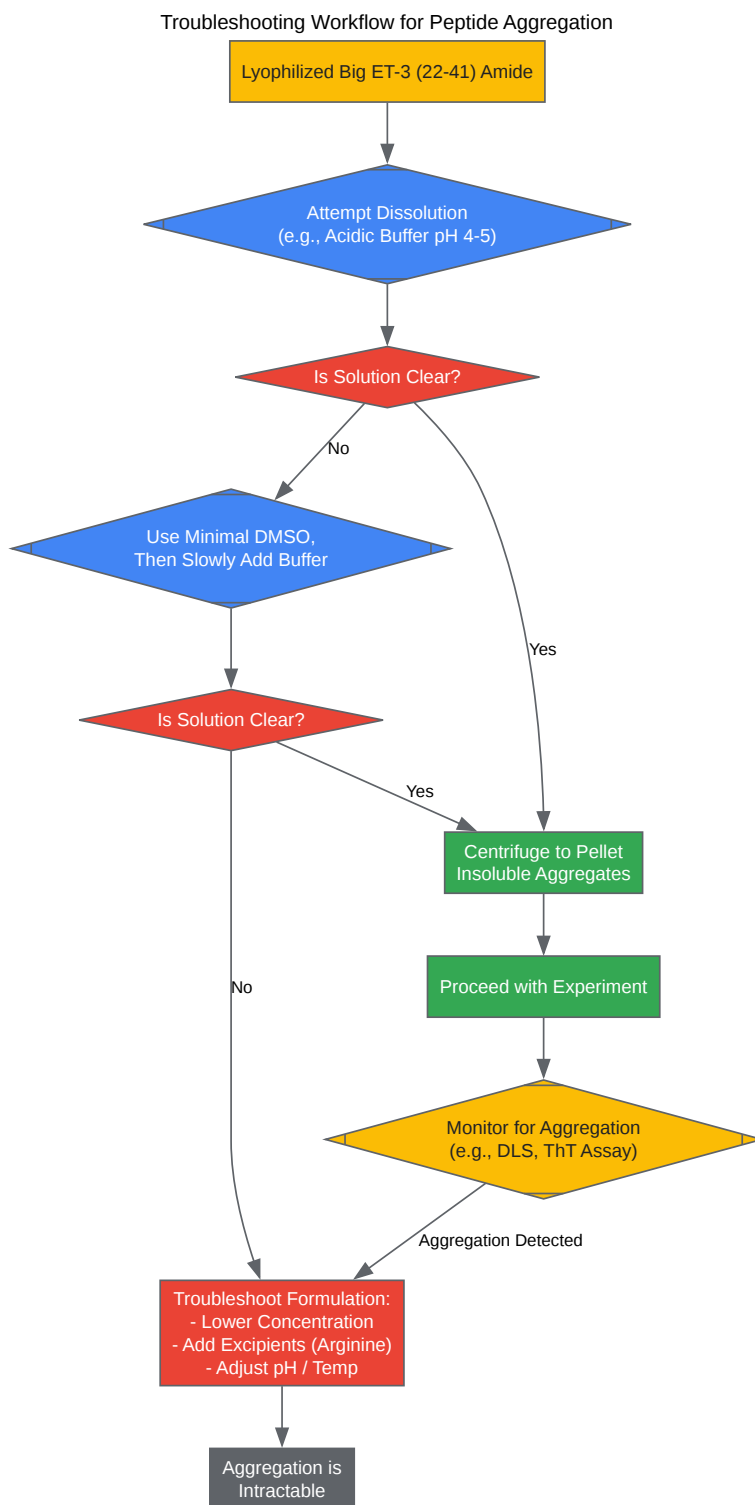 Troubleshooting Workflow for Peptide Aggregation
Lyophilized Big ET-3 (22-41) Amide
Attempt Dissolution
(e.g., Acidic Buffer pH 4-5)
Is Solution Clear?
No
Use Minimal DMSO,
Then Slowly Add Buffer
Yes
Is Solution Clear?
Yes
Centrifuge to Pellet
Insoluble Aggregates
No
Proceed with Experiment
Monitor for Aggregation
(e.g., DLS, ThT Assay)
Aggregation Detected
Troubleshoot Formulation:
- Lower Concentration
- Add Excipients (Arginine)
- Adjust pH / Temp
Aggregation is
Intractable